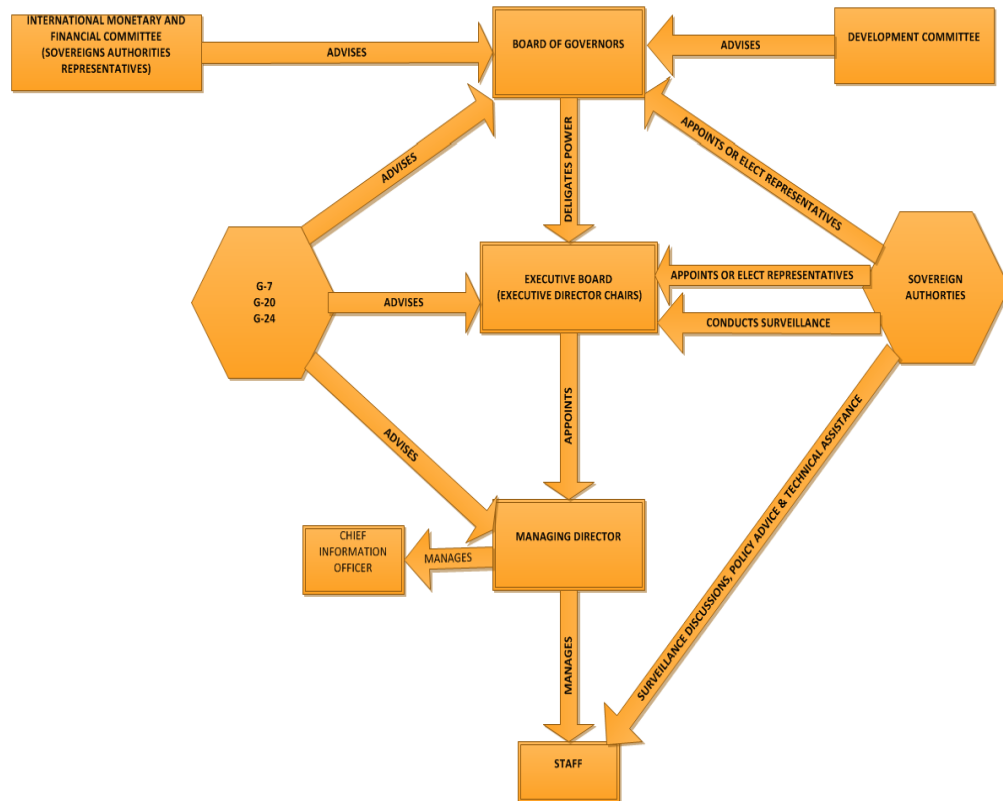 INTERNATIONAL MONETARY AND
FINANCIAL COMMITTEE
(SOVEREIGNS AUTHORITIES
REPRESENTATIVES)
ADVISES
BOARD OF GOVERNORS
ADVISES
DEVELOPMENT COMMITTEE
ADVISES
DELIGATES POWER
APPOINTS OR ELECT REPRESENTATIVES
G-7
G-20
G-24
ADVISES
EXECUTIVE BOARD
(EXECUTIVE DIRECTOR CHAIRS)
APPOINTS OR ELECT REPRESENTATIVES
CONDUCTS SURVEILLANCE
SOVEREIGN
AUTHORTIES
ADVISES
APPOINTS
SURVEILLANCE DISCUSSIONS, POLICY ADVICE & TECHNICAL ASSISTANCE
CHIEF
INFORMATION
OFFICER
MANAGES
MANAGING DIRECTOR
MANAGES
STAFF